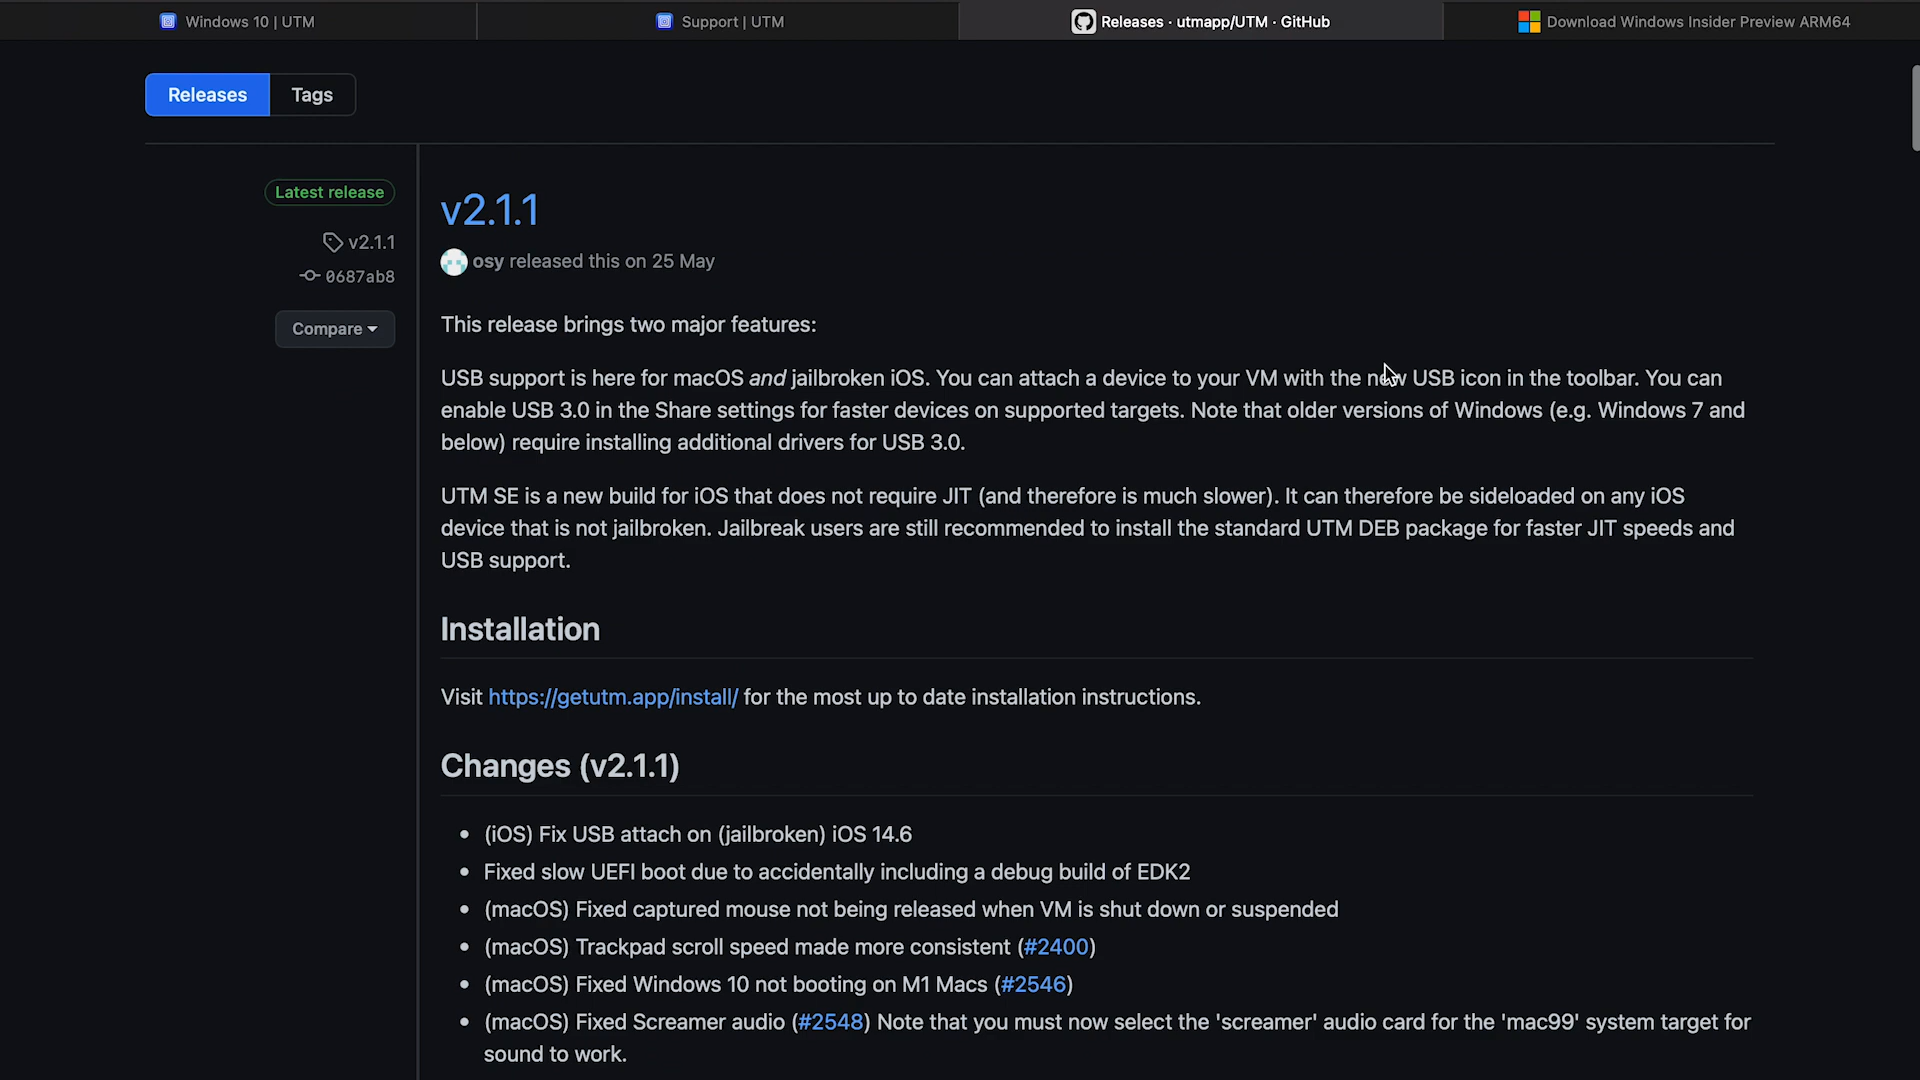 Windows 10 | UTM
Support | UTM
Releases · utmapp/UTM · GitHub
Download Windows Insider Preview ARM64
Releases
Tags
Latest release
v2.1.1
0687ab8
Compare
v2.1.1
osy released this on 25 May
This release brings two major features:
USB support is here for macOS and jailbroken iOS. You can attach a device to your VM with the new USB icon in the toolbar. You can
enable USB 3.0 in the Share settings for faster devices on supported targets. Note that older versions of Windows (e.g. Windows 7 and
below) require installing additional drivers for USB 3.0.
UTM SE is a new build for iOS that does not require JIT (and therefore is much slower). It can therefore be sideloaded on any iOS
device that is not jailbroken. Jailbreak users are still recommended to install the standard UTM DEB package for faster JIT speeds and
USB support.
Installation
Visit https://getutm.app/install/ for the most up to date installation instructions.
Changes (v2.1.1)
• (iOS) Fix USB attach on (jailbroken) iOS 14.6
• Fixed slow UEFI boot due to accidentally including a debug build of EDK2
• (macOS) Fixed captured mouse not being released when VM is shut down or suspended
• (macOS) Trackpad scroll speed made more consistent (#2400)
• (macOS) Fixed Windows 10 not booting on M1 Macs (#2546)
• (macOS) Fixed Screamer audio (#2548) Note that you must now select the 'screamer' audio card for the 'mac99' system target for
sound to work.